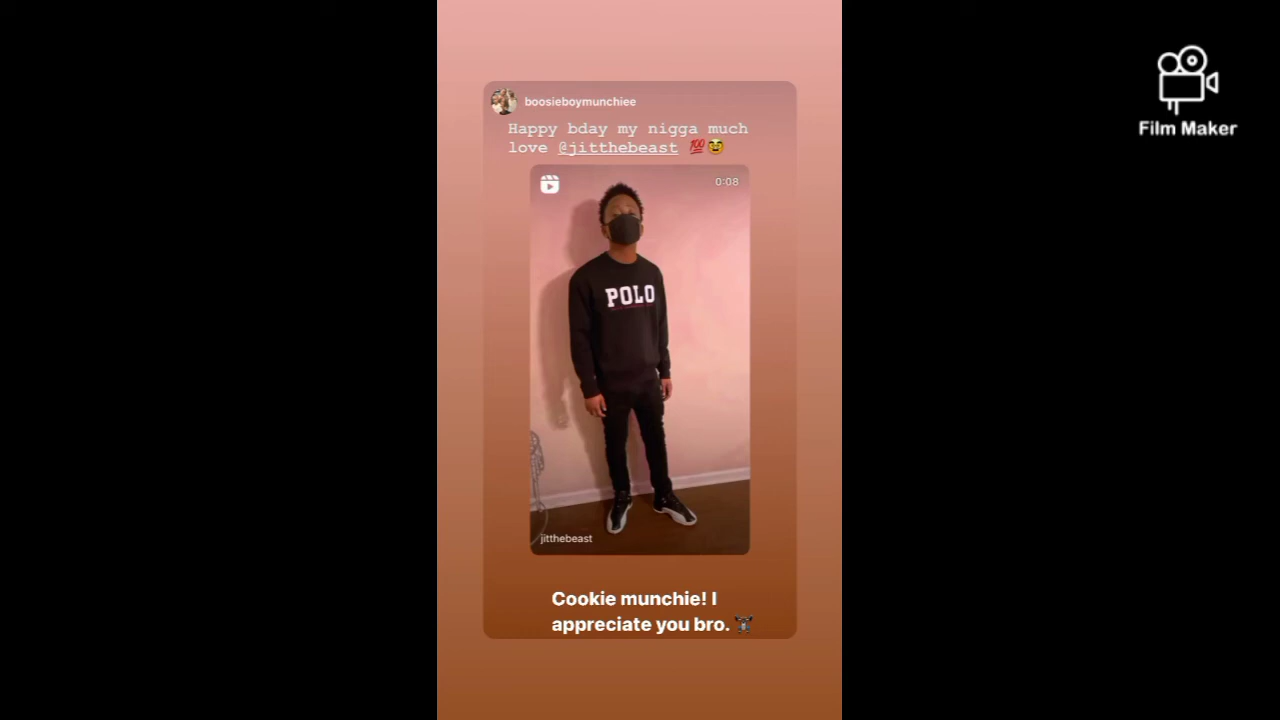 boosieboymunchiee
Happy bday my nigga much
love @jitthebeast 💯🥸
0:08
POLO
jitthebeast
Cookie munchie! I
appreciate you bro.
Film Maker